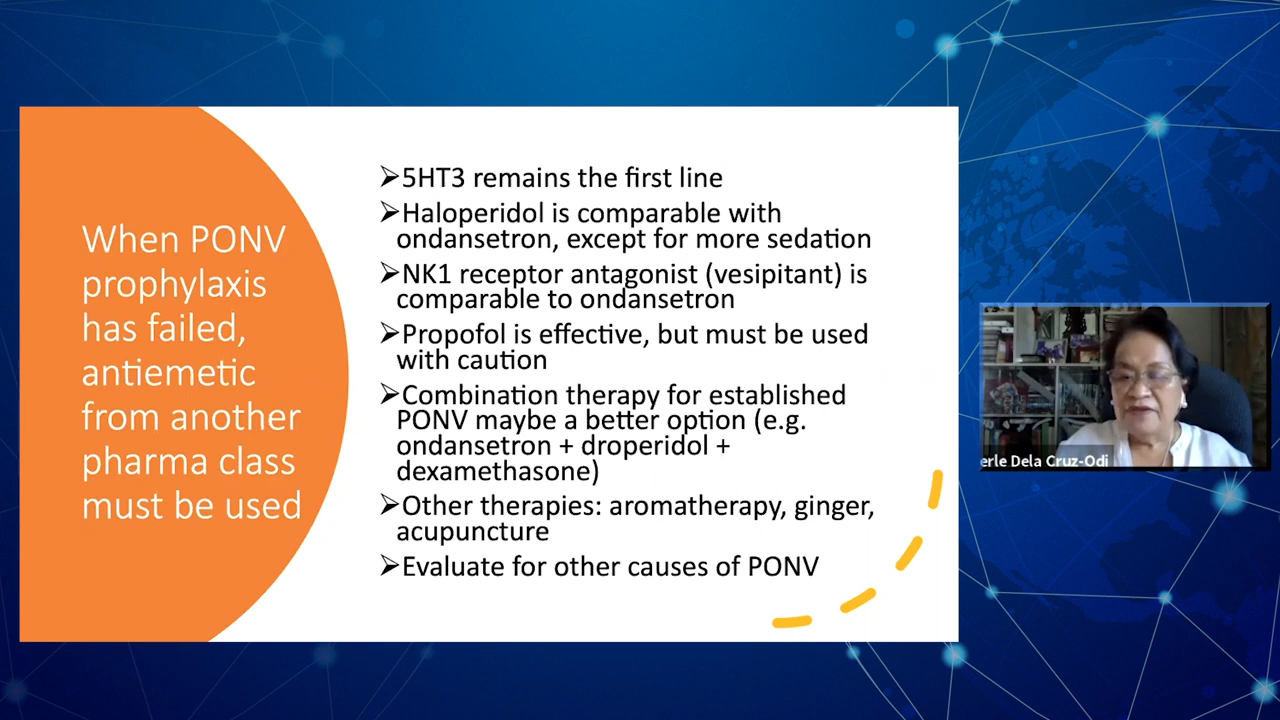 When PONV
prophylaxis
has failed,
antiemetic
from another
pharma class
must be used
➢5HT3 remains the first line
➢Haloperidol is comparable with
ondansetron, except for more sedation
➢NK1 receptor antagonist (vesipitant) is
comparable to ondansetron
➢Propofol is effective, but must be used
with caution
➢Combination therapy for established
PONV maybe a better option (e.g.
ondansetron + droperidol +
dexamethasone)
➢Other therapies: aromatherapy, ginger,
acupuncture
➢Evaluate for other causes of PONV
erle Dela Cruz-Odi